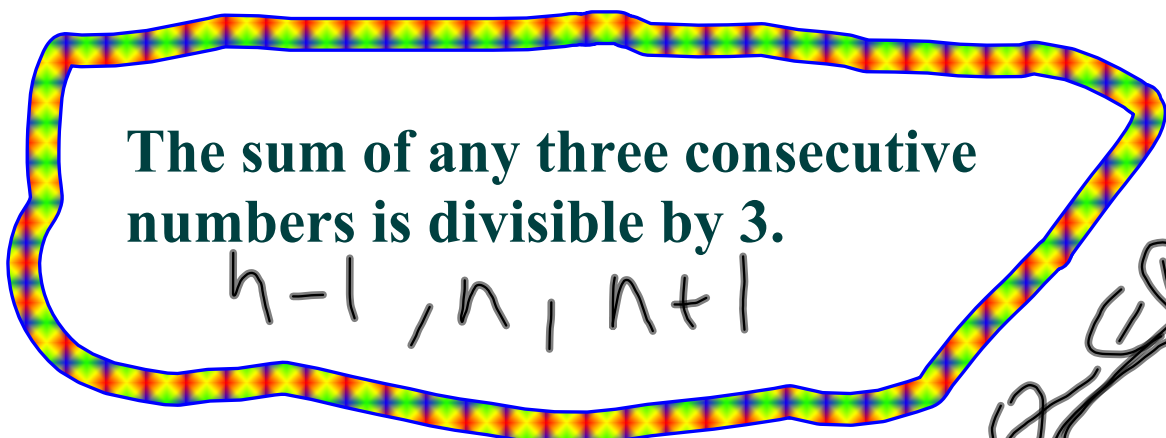 The sum of any three consecutive
numbers is divisible by 3.
n-1, n, n+1